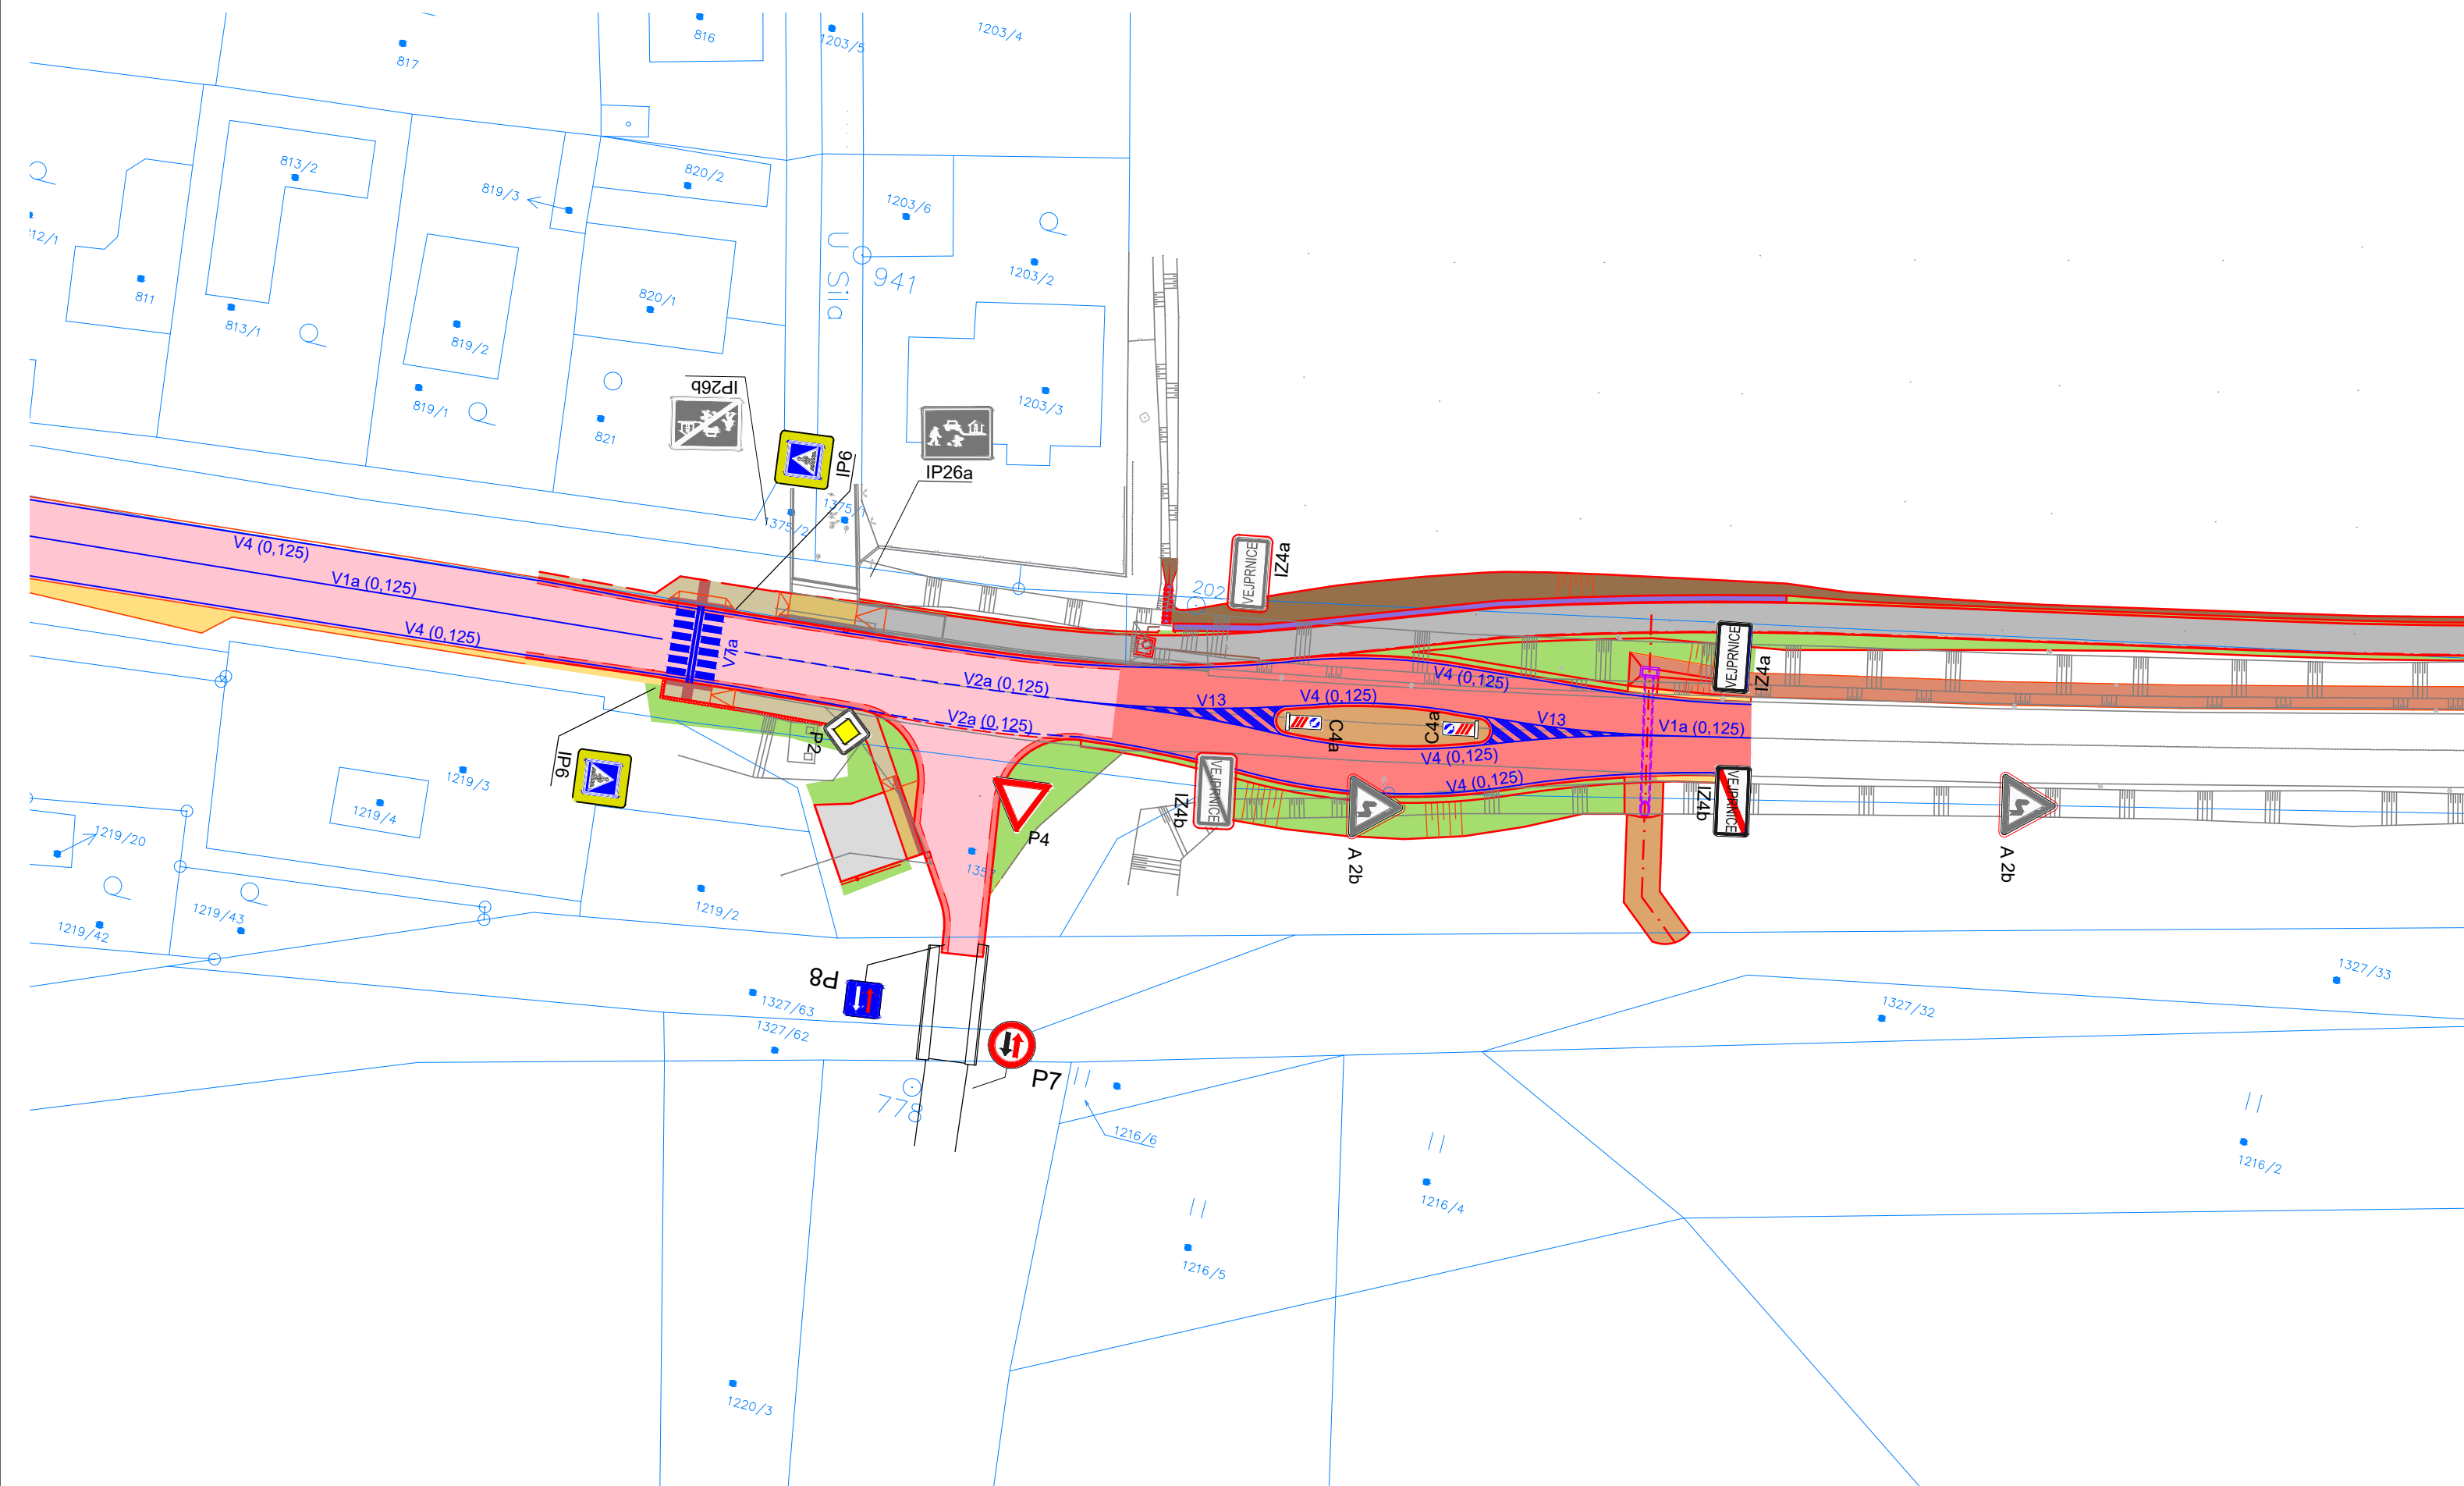 817
816
1203/5
1203/4
813/2
819/3
820/2
1203/6
12/1
811
813/1
819/2
820/1
U Sila
941
1203/2
819/1
821
1203/3
IP26b
IP6
IP26a
1375/2
1375/1
202
VEJPRNICE
IZ4a
V4 (0,125)
V1a (0,125)
V4 (0,125)
V7a
V2a (0,125)
V2a (0,125)
V13
V4 (0,125)
V4 (0,125)
C4a
C4a
V13
V4 (0,125)
V4 (0,125)
V1a (0,125)
VEJPRNICE
IZ4a
P2
IP6
1219/3
1219/4
1219/20
P4
VEJPRNICE
IZ4b
A 2b
VEJPRNICE
IZ4b
A 2b
1219/2
1219/43
1219/42
P8
1327/63
1327/62
P7
778
1216/6
1327/32
1327/33
1216/4
1216/2
1216/5
1220/3